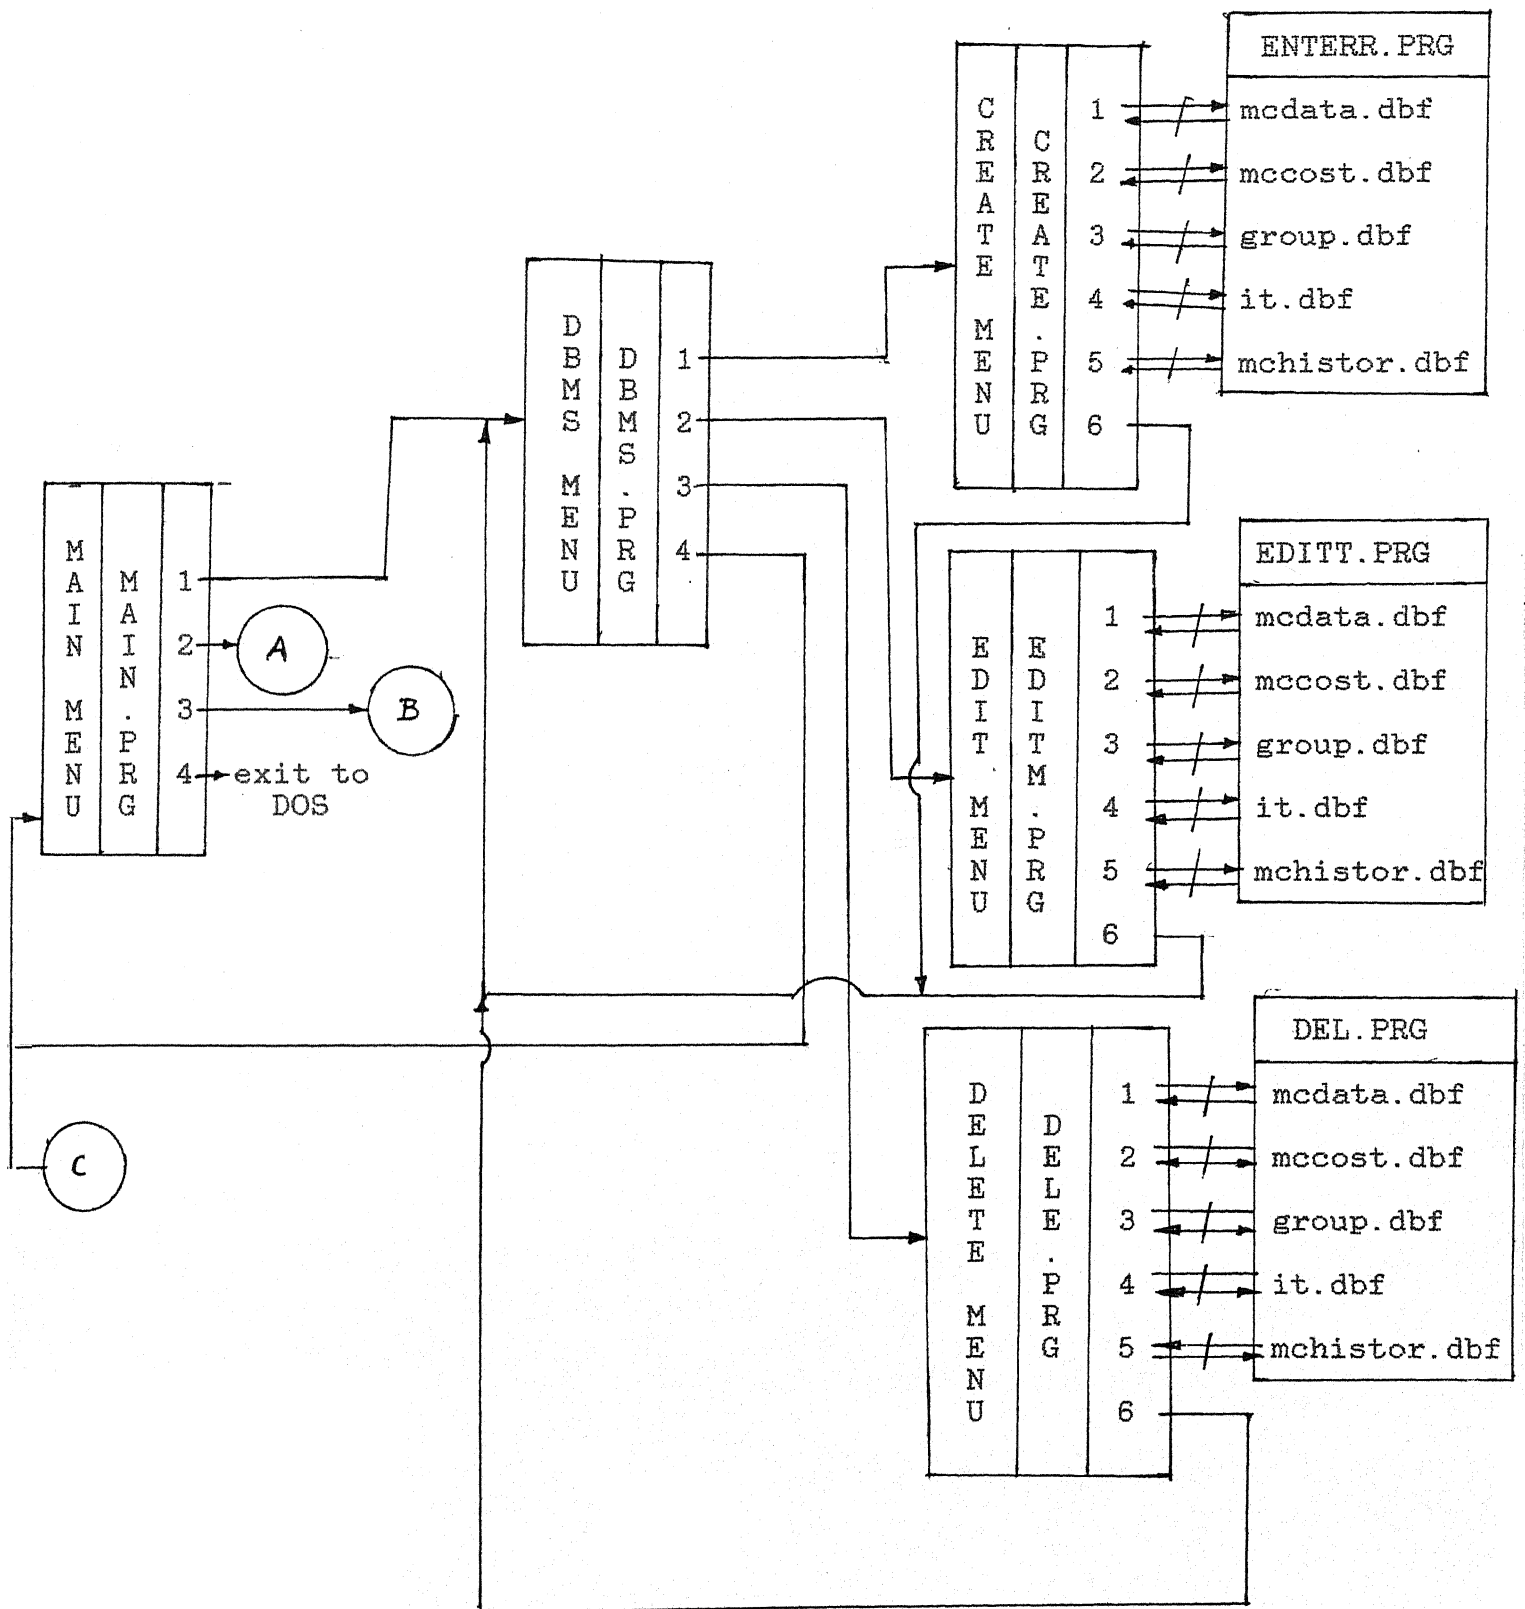 MAIN MENU
MAIN.PRG
1
2
3
4
A
B
exit to
DOS
C
DBMS MENU
DBMS.PRG
1
2
3
4
CREATE MENU
CREATE.PRG
1
2
3
4
5
6
ENTERR.PRG
mcdata.dbf
mccost.dbf
group.dbf
it.dbf
mchistor.dbf
EDIT MENU
EDITM.PRG
1
2
3
4
5
6
EDITT.PRG
mcdata.dbf
mccost.dbf
group.dbf
it.dbf
mchistor.dbf
DELETE MENU
DELE.PRG
1
2
3
4
5
6
DEL.PRG
mcdata.dbf
mccost.dbf
group.dbf
it.dbf
mchistor.dbf